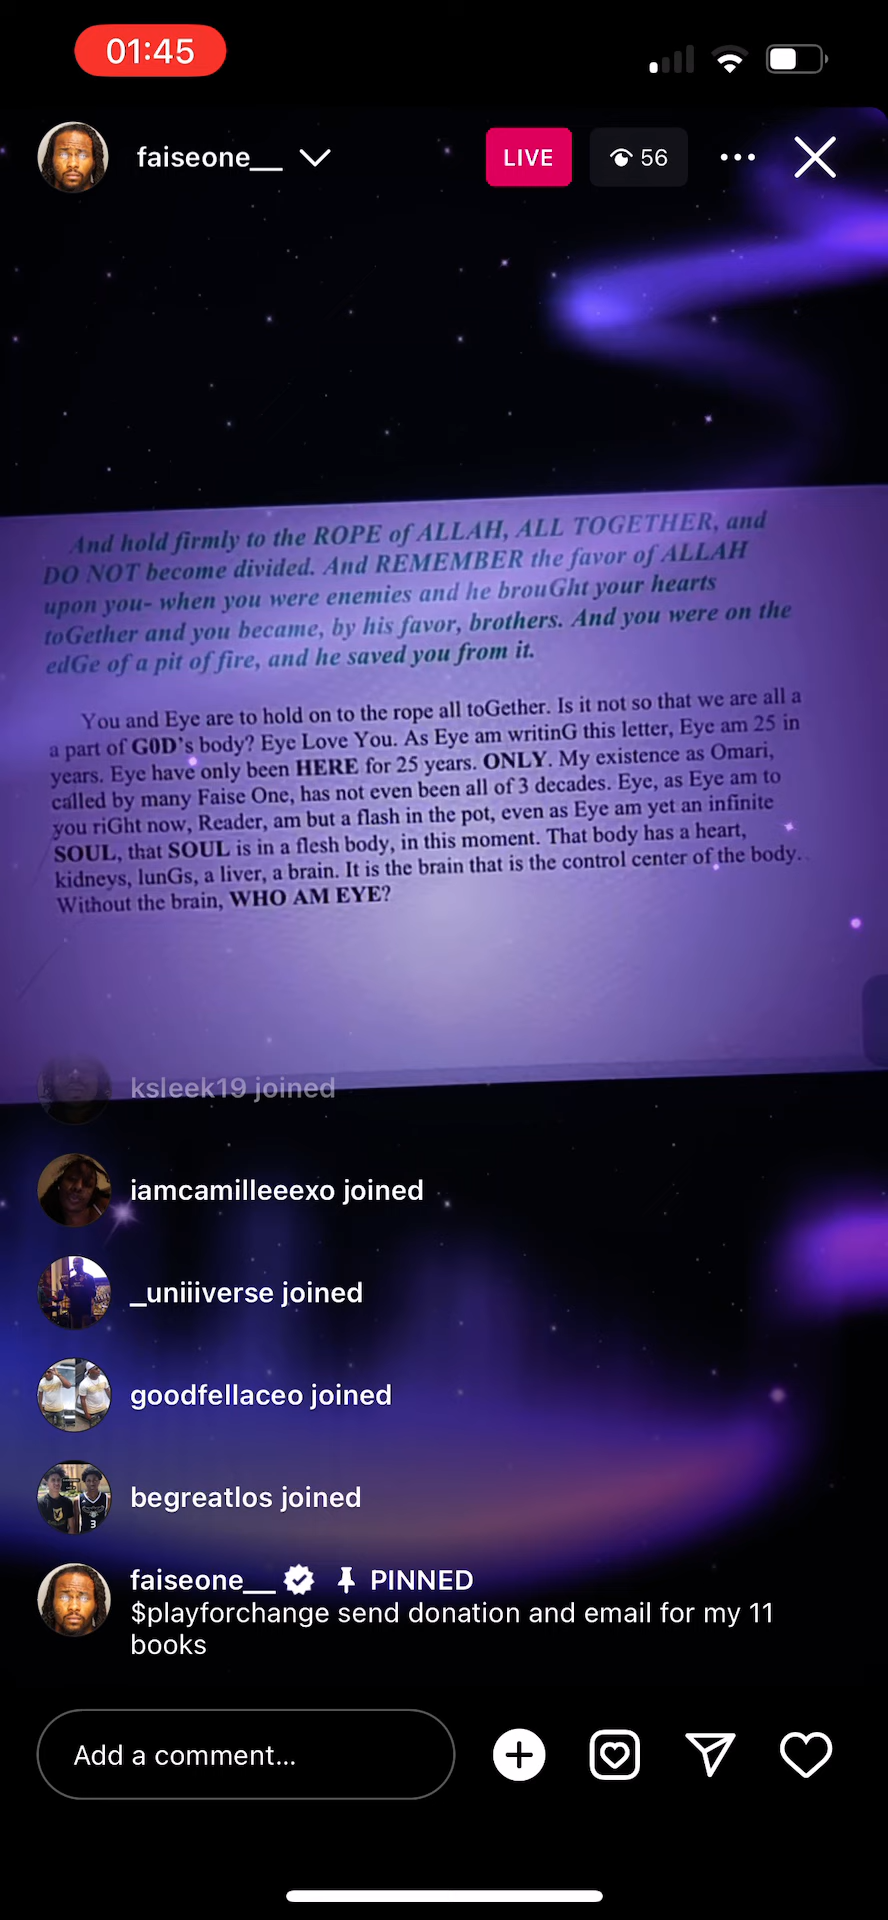 01:45
faiseone__
LIVE
56
And hold firmly to the ROPE of ALLAH, ALL TOGETHER, and
DO NOT become divided. And REMEMBER the favor of ALLAH
upon you- when you were enemies and he brouGht your hearts
toGether and you became, by his favor, brothers. And you were on the
edGe of a pit of fire, and he saved you from it.
You and Eye are to hold on to the rope all toGether. Is it not so that we are all a
a part of G0D's body? Eye Love You. As Eye am writinG this letter, Eye am 25 in
years. Eye have only been HERE for 25 years. ONLY. My existence as Omari,
called by many Faise One, has not even been all of 3 decades. Eye, as Eye am to
you riGht now, Reader, am but a flash in the pot, even as Eye am yet an infinite
SOUL, that SOUL is in a flesh body, in this moment. That body has a heart,
kidneys, lunGs, a liver, a brain. It is the brain that is the control center of the body.
Without the brain, WHO AM EYE?
ksleek19 joined
iamcamilleeexo joined
_uniiiverse joined
goodfellaceo joined
begreatlos joined
faiseone__ PINNED
$playforchange send donation and email for my 11
books
Add a comment...